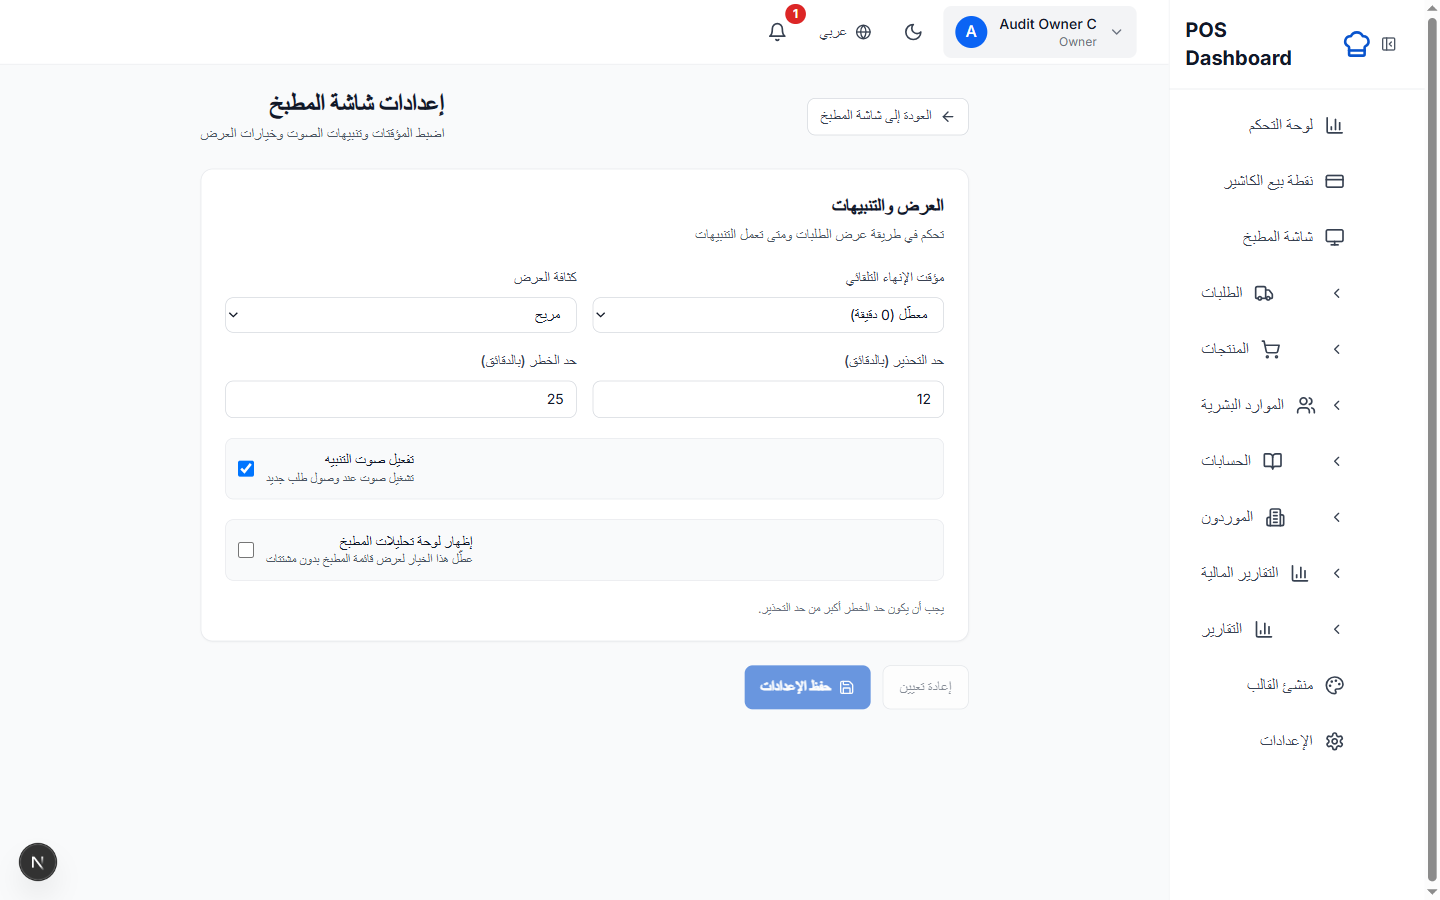 POS
Dashboard
لوحة التحكم
نقطة بيع الكاشير
شاشة المطبخ
الطلبات
المنتجات
الموارد البشرية
الحسابات
الموردون
التقارير المالية
التقارير
منشئ القالب
الإعدادات
A
Audit Owner C
Owner
عربي
1
العودة إلى شاشة المطبخ
إعدادات شاشة المطبخ
اضبط المؤقتات وتنبيهات الصوت وخيارات العرض
العرض والتنبيهات
تحكم في طريقة عرض الطلبات ومتى تعمل التنبيهات
مؤقت الإنهاء التلقائي
كثافة العرض
معطّل (0 دقيقة)
مريح
حد التحذير (بالدقائق)
حد الخطر (بالدقائق)
12
25
تفعيل صوت التنبيه
تشغيل صوت عند وصول طلب جديد
إظهار لوحة تحليلات المطبخ
عطّل هذا الخيار لعرض قائمة المطبخ بدون مشتتات
يجب أن يكون حد الخطر أكبر من حد التحذير.
إعادة تعيين
حفظ الإعدادات
N